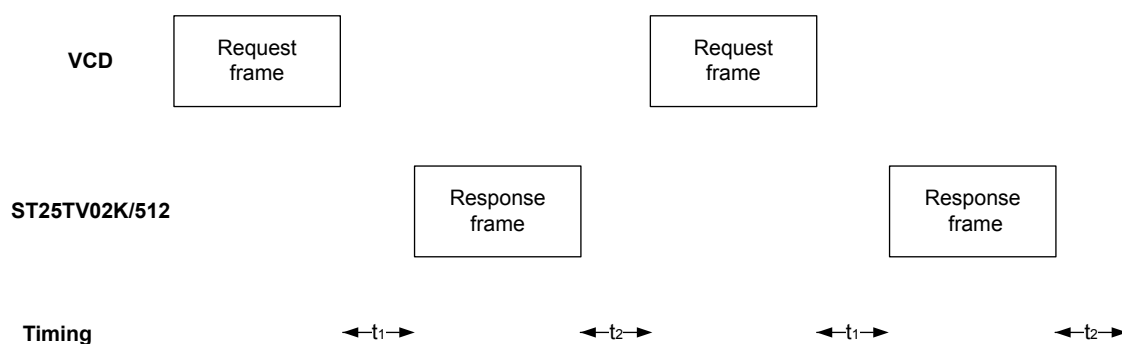 VCD
Request
frame
Request
frame
ST25TV02K/512
Response
frame
Response
frame
Timing
t1
t2
t1
t2